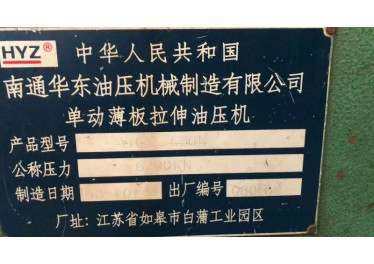 HYZ®
中华人民共和国
南通华东油压机械制造有限公司
单动薄板拉伸油压机
产品型号
公称压力
制造日期 出厂编号
厂址：江苏省如皋市白蒲工业园区